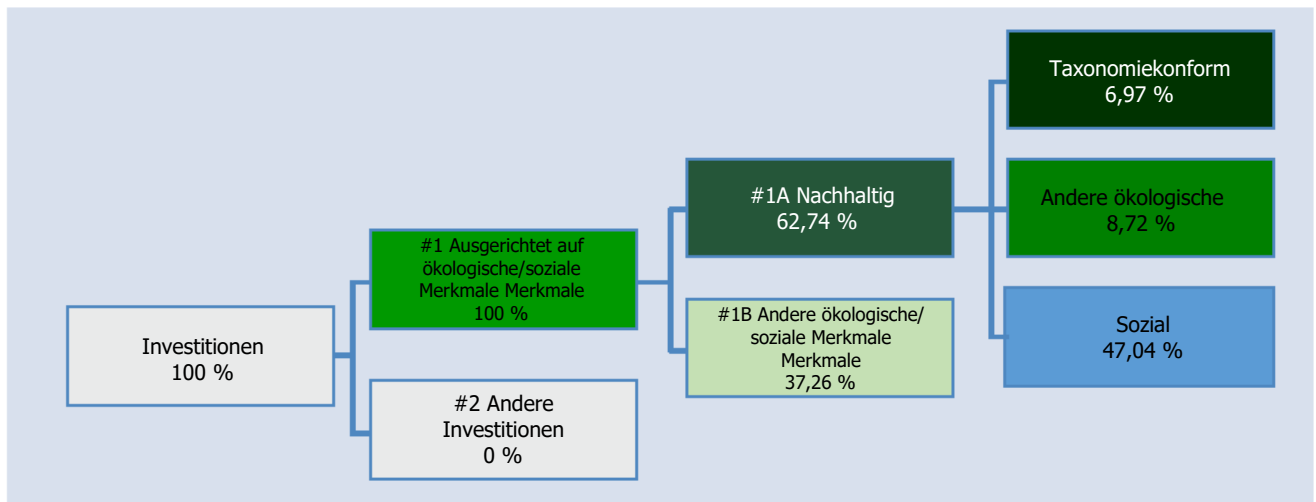 Investitionen
100 %
#1 Ausgerichtet auf
ökologische/soziale
Merkmale Merkmale
100 %
#2 Andere
Investitionen
0 %
#1A Nachhaltig
62,74 %
#1B Andere ökologische/
soziale Merkmale
Merkmale
37,26 %
Taxonomiekonform
6,97 %
Andere ökologische
8,72 %
Sozial
47,04 %